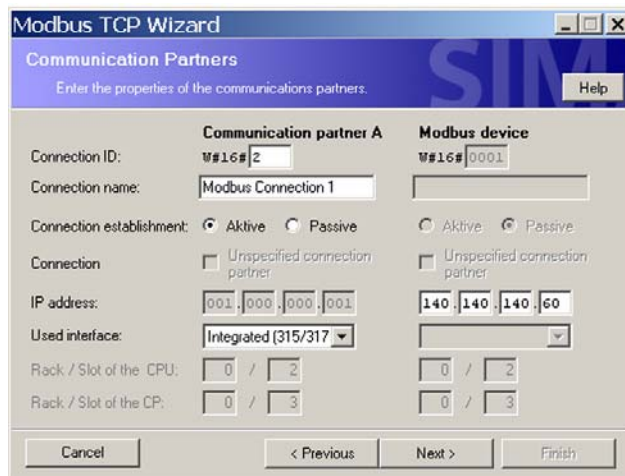 Modbus TCP Wizard
Communication Partners
Enter the properties of the communications partners.
SIM
Help
Communication partner A Modbus device
Connection ID: W#16# 2 W#16# 0001
Connection name: Modbus Connection 1
Connection establishment: Aktive Passive Aktive Passive
Connection Unspecified connection partner Unspecified connection partner
IP address: 001.000.000.001 140.140.140.60
Used interface: Integrated (315/317
Rack / Slot of the CPU: 0 / 2 0 / 2
Rack / Slot of the CP: 0 / 3 0 / 3
Cancel < Previous Next > Finish